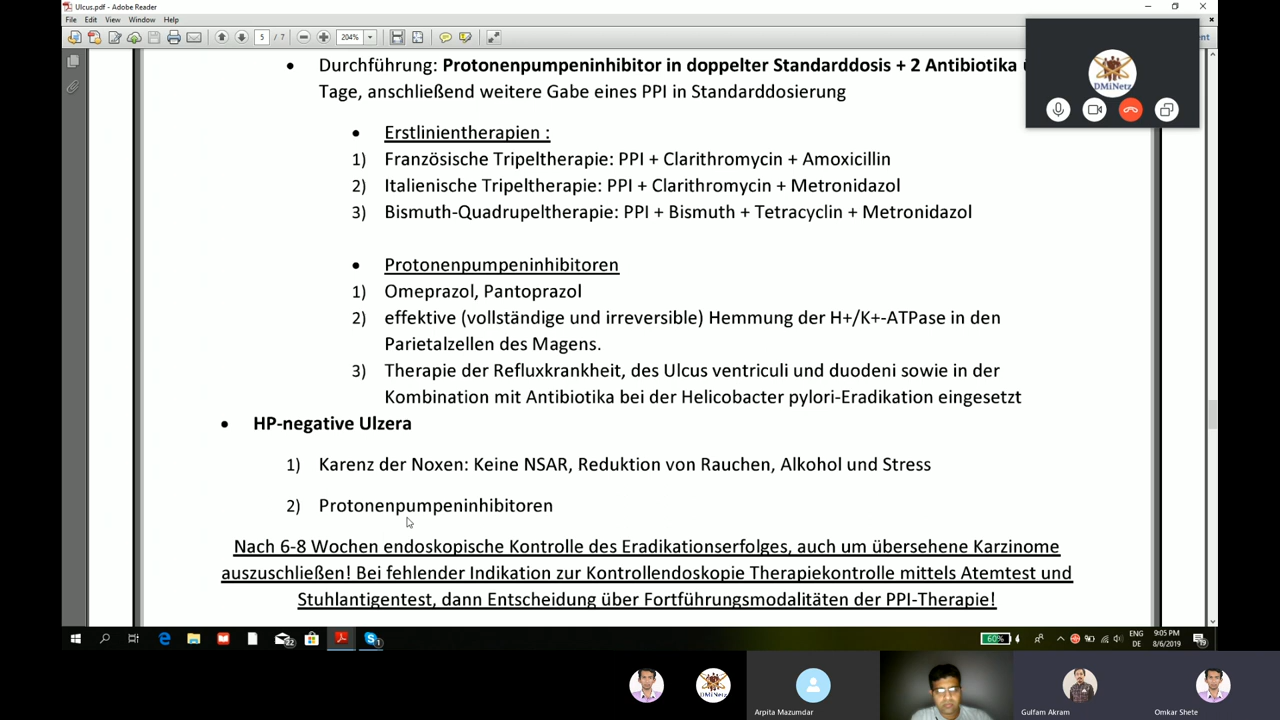 Ulcus.pdf - Adobe Reader
File Edit View Window Help
5 / 7 204%
Durchführung: Protonenpumpeninhibitor in doppelter Standarddosis + 2 Antibiotika
Tage, anschließend weitere Gabe eines PPI in Standarddosierung
Erstlinientherapien :
1) Französische Tripeltherapie: PPI + Clarithromycin + Amoxicillin
2) Italienische Tripeltherapie: PPI + Clarithromycin + Metronidazol
3) Bismuth-Quadrupeltherapie: PPI + Bismuth + Tetracyclin + Metronidazol
Protonenpumpeninhibitoren
1) Omeprazol, Pantoprazol
2) effektive (vollständige und irreversible) Hemmung der H+/K+-ATPase in den
Parietalzellen des Magens.
3) Therapie der Refluxkrankheit, des Ulcus ventriculi und duodeni sowie in der
Kombination mit Antibiotika bei der Helicobacter pylori-Eradikation eingesetzt
HP-negative Ulzera
1) Karenz der Noxen: Keine NSAR, Reduktion von Rauchen, Alkohol und Stress
2) Protonenpumpeninhibitoren
Nach 6-8 Wochen endoskopische Kontrolle des Eradikationserfolges, auch um übersehene Karzinome
auszuschließen! Bei fehlender Indikation zur Kontrollendoskopie Therapiekontrolle mittels Atemtest und
Stuhlantigentest, dann Entscheidung über Fortführungsmodalitäten der PPI-Therapie!
DMiNetz
60%
ENG
DE
9:05 PM
8/6/2019
Arpita Mazumdar
Gulfam Akram
Omkar Shete